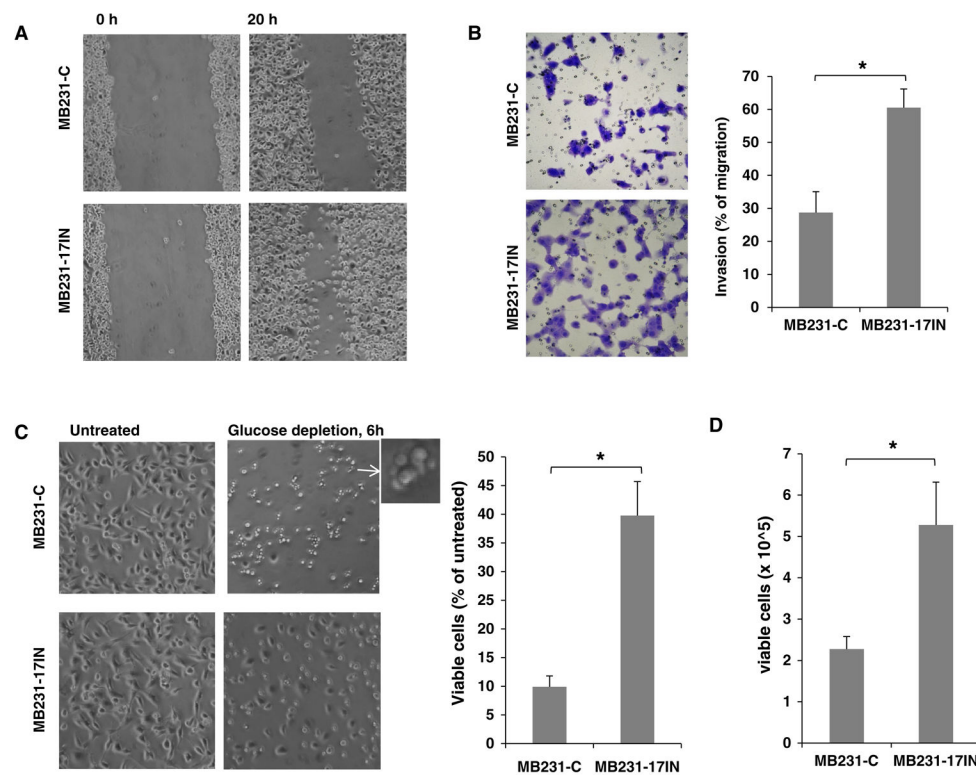 A
0 h
20 h
MB231-C
MB231-17IN
B
MB231-C
MB231-17IN
Invasion (% of migration)
70
60
50
40
30
20
10
0
*
MB231-C
MB231-17IN
C
Untreated
Glucose depletion, 6h
MB231-C
MB231-17IN
Viable cells (% of untreated)
50
45
40
35
30
25
20
15
10
5
0
*
MB231-C
MB231-17IN
D
viable cells (x 10^5)
7
6
5
4
3
2
1
0
*
MB231-C
MB231-17IN